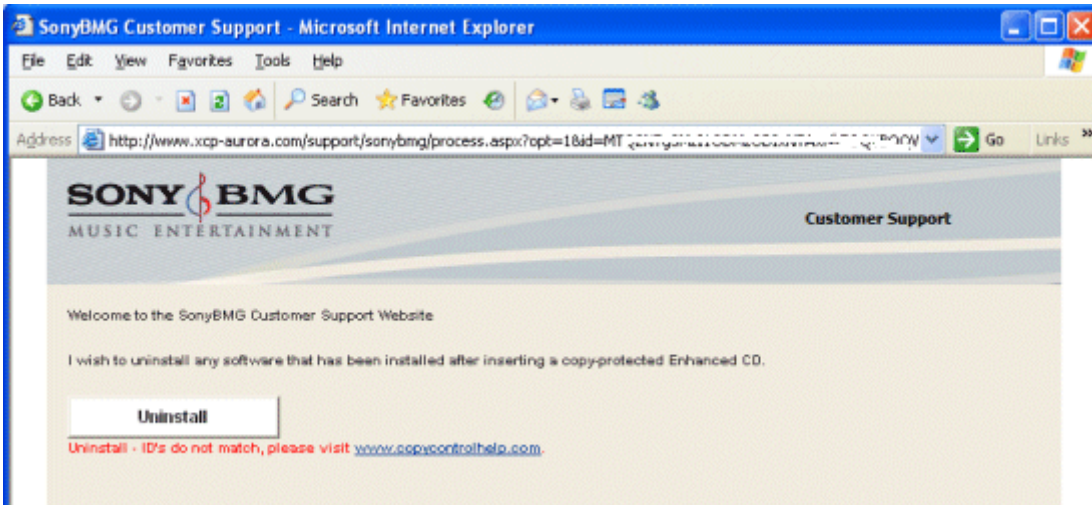 SonyBMG Customer Support - Microsoft Internet Explorer
File Edit View Favorites Tools Help
Back Search Favorites
Address http://www.xcp-aurora.com/support/sonybmg/process.aspx?opt=1&id=MT Go Links »
SONY BMG
MUSIC ENTERTAINMENT
Customer Support
Welcome to the SonyBMG Customer Support Website
I wish to uninstall any software that has been installed after inserting a copy-protected Enhanced CD.
Uninstall
Uninstall - ID's do not match, please visit www.copycontrolhelp.com.